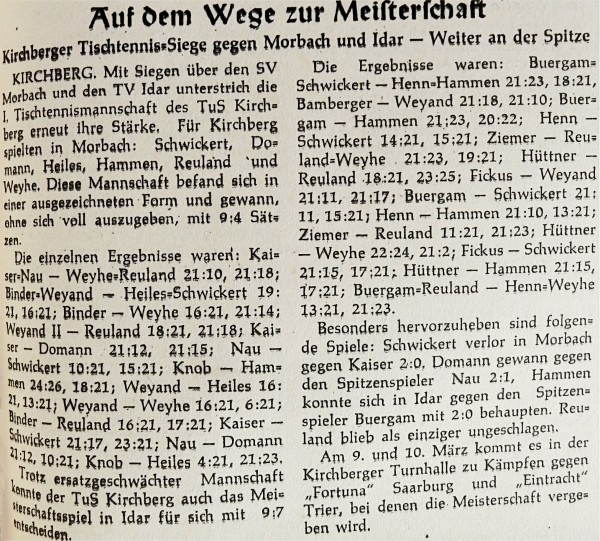 Auf dem Wege zur Meisterschaft
Kirchberger Tischtennis=Siege gegen Morbach und Idar — Weiter an der Spitze
KIRCHBERG. Mit Siegen über den SV
Morbach und den TV Idar unterstrich die
I. Tischtennismannschaft des TuS Kirch=
berg erneut ihre Stärke. Für Kirchberg
spielten in Morbach: Schwickert, Do=
mann, Heiles, Hammen, Reuland und
Weyhe. Diese Mannschaft befand sich in
einer ausgezeichneten Form und gewann,
ohne sich voll auszugeben, mit 9:4 Sät=
zen.
Die einzelnen Ergebnisse waren: Kai=
ser=Nau — Weyhe=Reuland 21:10, 21:18;
Binder=Weyand — Heiles=Schwickert 19:
21, 16:21; Binder — Weyhe 16:21, 21:14;
Weyand II — Reuland 18:21, 21:18; Kai=
ser — Domann 21:12, 21:15; Nau —
Schwickert 10:21, 15:21; Knob — Ham=
men 24:26, 18:21; Weyand — Heiles 16:
21, 13:21; Weyand — Weyhe 16:21, 6:21;
Binder — Reuland 16:21, 17:21; Kaiser —
Schwickert 21:17, 23:21; Nau — Domann
21:12, 10:21; Knob — Heiles 4:21, 21:23.
Trotz ersatzgeschwächter Mannschaft
konnte der TuS Kirchberg auch das Mei=
sterschaftsspiel in Idar für sich mit 9:7
entscheiden.
Die Ergebnisse waren: Buergam=
Schwickert — Henn=Hammen 21:23, 18:21,
Bamberger — Weyand 21:18, 21:10; Buer=
gam — Hammen 21;23, 20:22; Henn —
Schwickert 14:21, 15;21; Ziemer — Reu=
land=Weyhe 21:23, 19:21; Hüttner —
Reuland 18:21, 23:25; Fickus — Weyand
21:11, 21:17; Buergam — Schwickert 21:
11, 15:21; Henn — Hammen 21:10, 13:21;
Ziemer — Reuland 11:21, 21:23; Hüttner
— Weyhe 22:24, 21:2; Fickus — Schwickert
21:15, 17:21; Hüttner — Hammen 21:15,
17:21; Buergam=Reuland — Henn=Weyhe
13:21, 21:23.
Besonders hervorzuheben sind folgen=
de Spiele: Schwickert verlor in Morbach
gegen Kaiser 2:0, Domann gewann gegen
den Spitzenspieler Nau 2:1, Hammen
konnte sich in Idar gegen den Spitzen=
spieler Buergam mit 2:0 behaupten. Reu=
land blieb als einziger ungeschlagen.
Am 9. und 10. März kommt es in der
Kirchberger Turnhalle zu Kämpfen gegen
„Fortuna" Saarburg und „Eintracht"
Trier, bei denen die Meisterschaft verge=
ben wird.